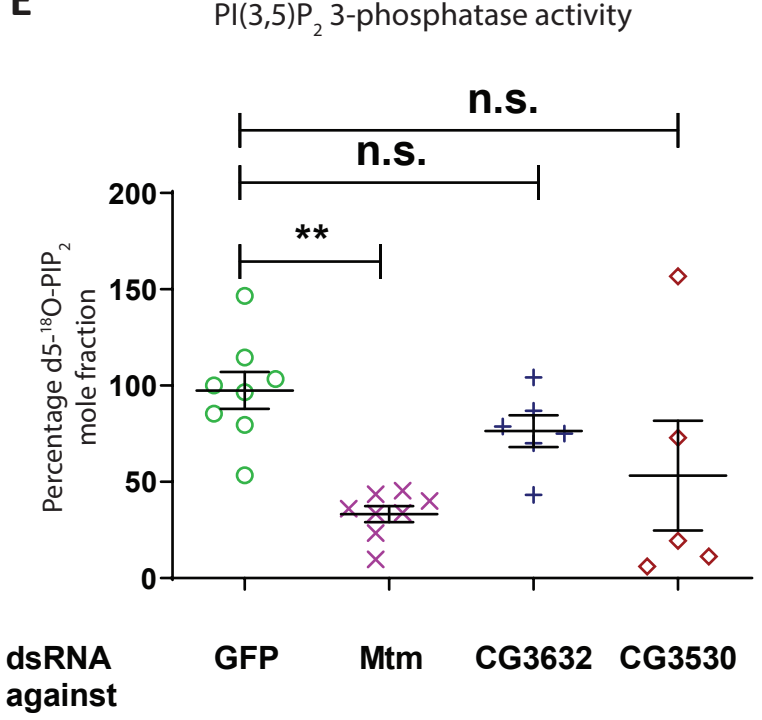 E
PI(3,5)P₂ 3-phosphatase activity
n.s.
n.s.
**
200
150
100
50
0
Percentage d5-¹⁸O-PIP₂
mole fraction
dsRNA
against
GFP
Mtm
CG3632
CG3530